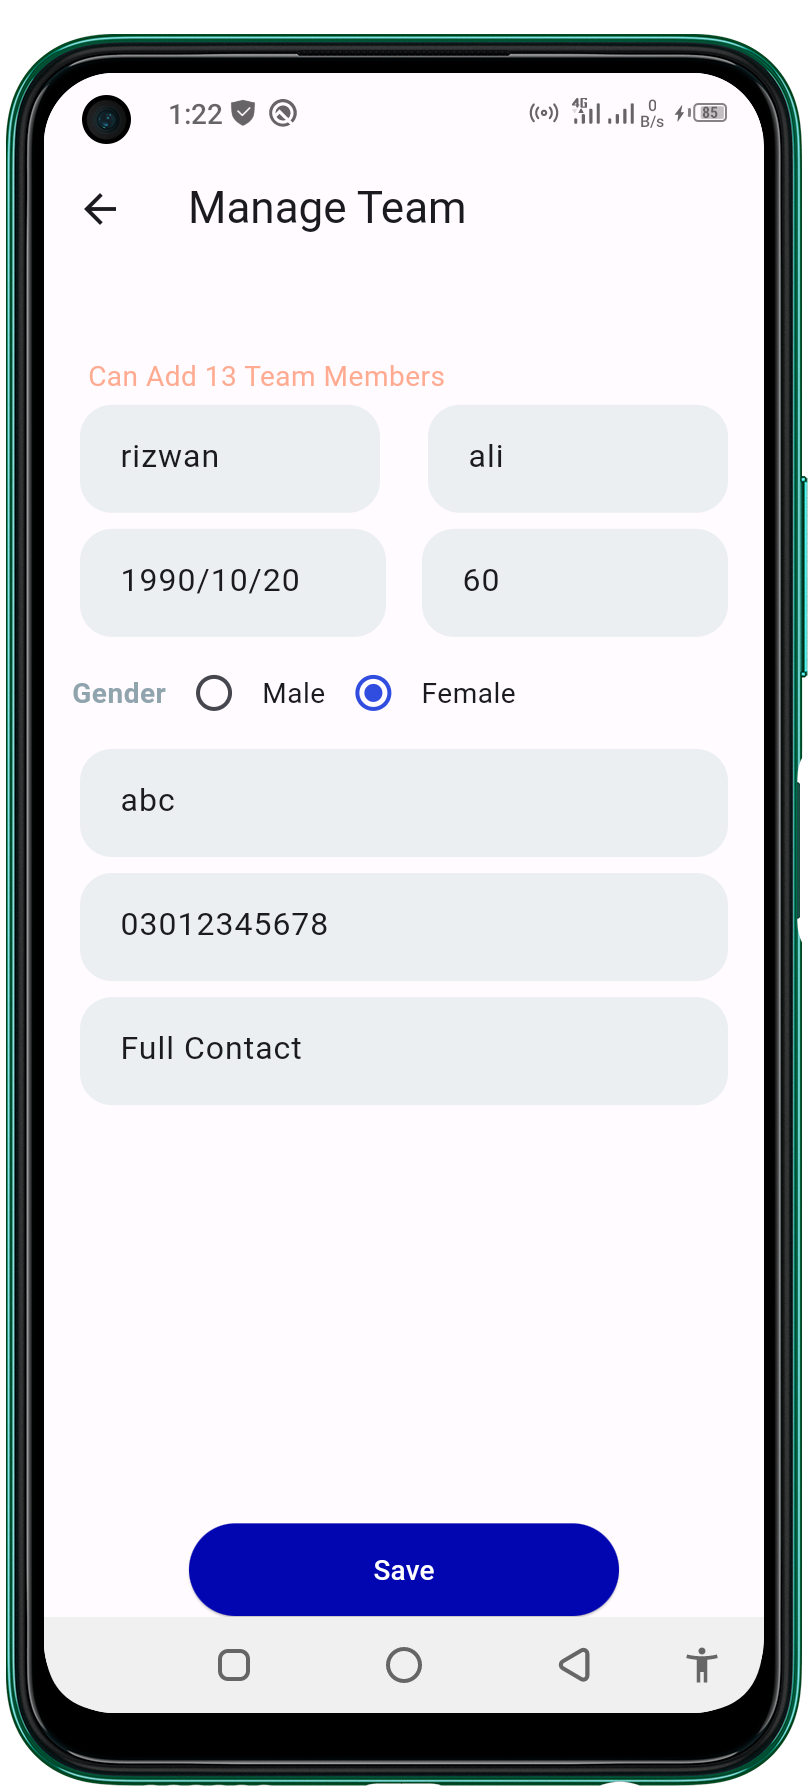 1:22 4G 0 B/s 85
Manage Team
Can Add 13 Team Members
rizwan ali
1990/10/20 60
Gender Male Female
abc
03012345678
Full Contact
Save